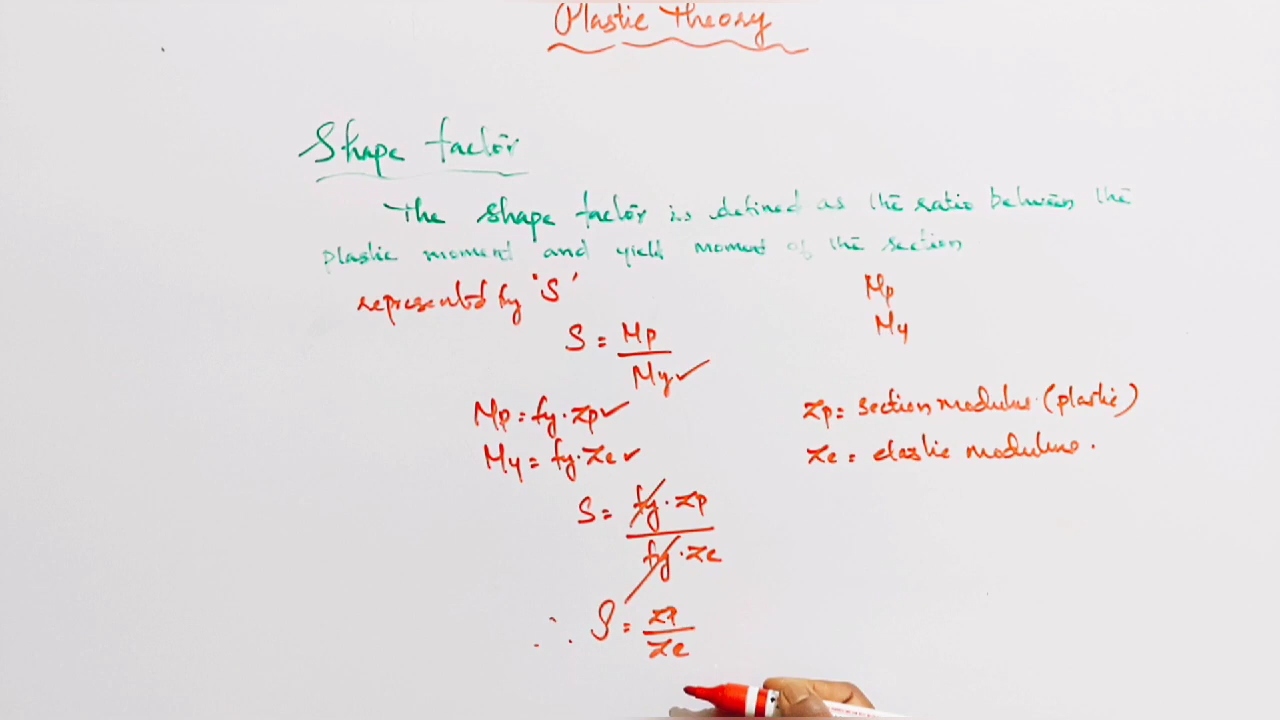 Plastic Theory
Shape factor
The shape factor is defined as the ratio between the
plastic moment and yield moment of the section
represented by 'S'
Mp
My
S = Mp / My ✓
Mp = fy · Zp ✓
Zp = section modulus (plastic)
My = fy · Ze ✓
Ze = elastic modulus.
S = fy · Zp / fy · Ze
∴ S = Zp / Ze